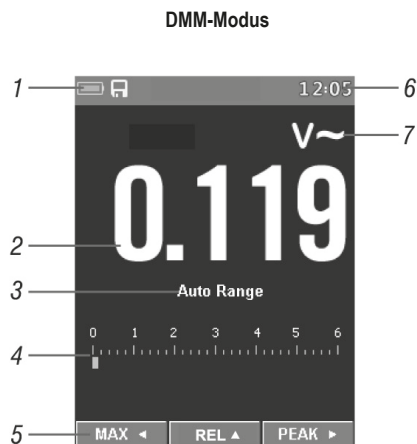 DMM-Modus
1 12:05 6
V~ 7
2 0.119
3 Auto Range
0 1 2 3 4 5 6
4
5 MAX ◄ REL ▲ PEAK ►